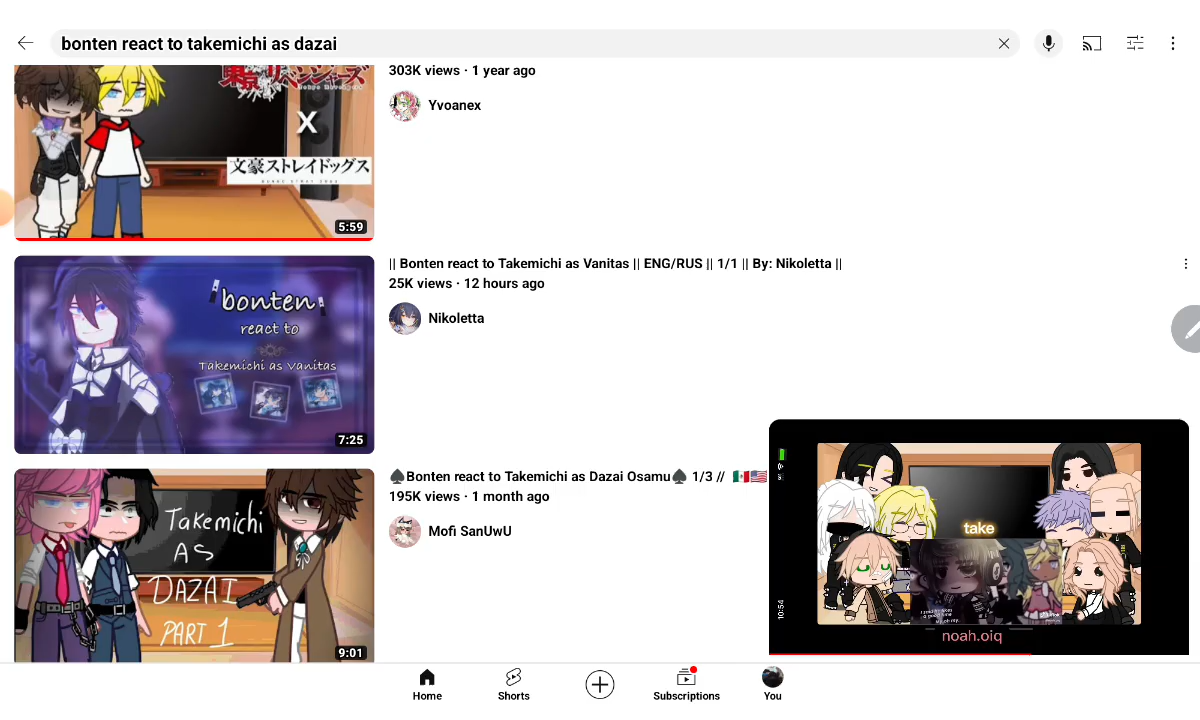 bonten react to takemichi as dazai
303K views · 1 year ago
Yvoanex
X
文豪ストレイドッグス
5:59
|| Bonten react to Takemichi as Vanitas || ENG/RUS || 1/1 || By: Nikoletta ||
25K views · 12 hours ago
Nikoletta
bonten
react to
Takemichi as Vanitas
7:25
♠Bonten react to Takemichi as Dazai Osamu♠ 1/3 // 🇲🇽🇺🇸
195K views · 1 month ago
Mofi SanUwU
Takemichi
AS
DAZAI
PART 1
9:01
take
10:54
noah.oiq
Home
Shorts
Subscriptions
You